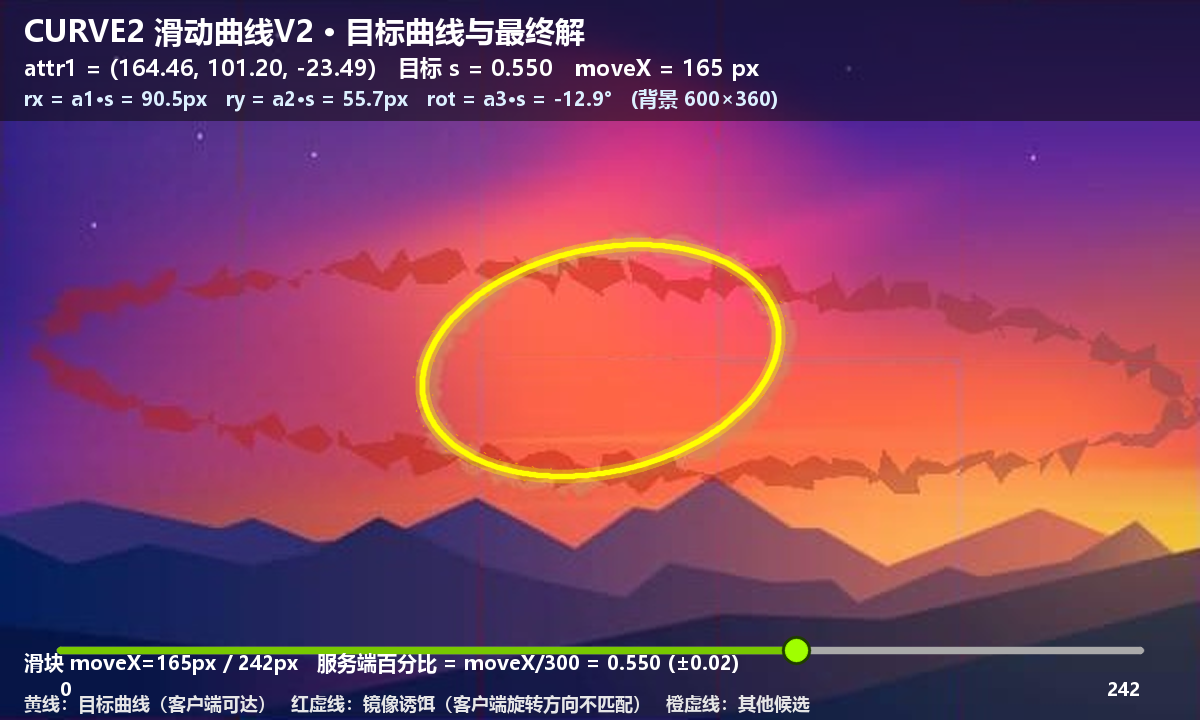 CURVE2 滑动曲线V2 • 目标曲线与最终解
attr1 = (164.46, 101.20, -23.49) 目标 s = 0.550 moveX = 165 px
rx = a1•s = 90.5px ry = a2•s = 55.7px rot = a3•s = -12.9° (背景 600×360)
滑块 moveX=165px / 242px 服务端百分比 = moveX/300 = 0.550 (±0.02)
0
242
黄线: 目标曲线（客户端可达） 红虚线: 镜像诱饵（客户端旋转方向不匹配） 橙虚线: 其他候选